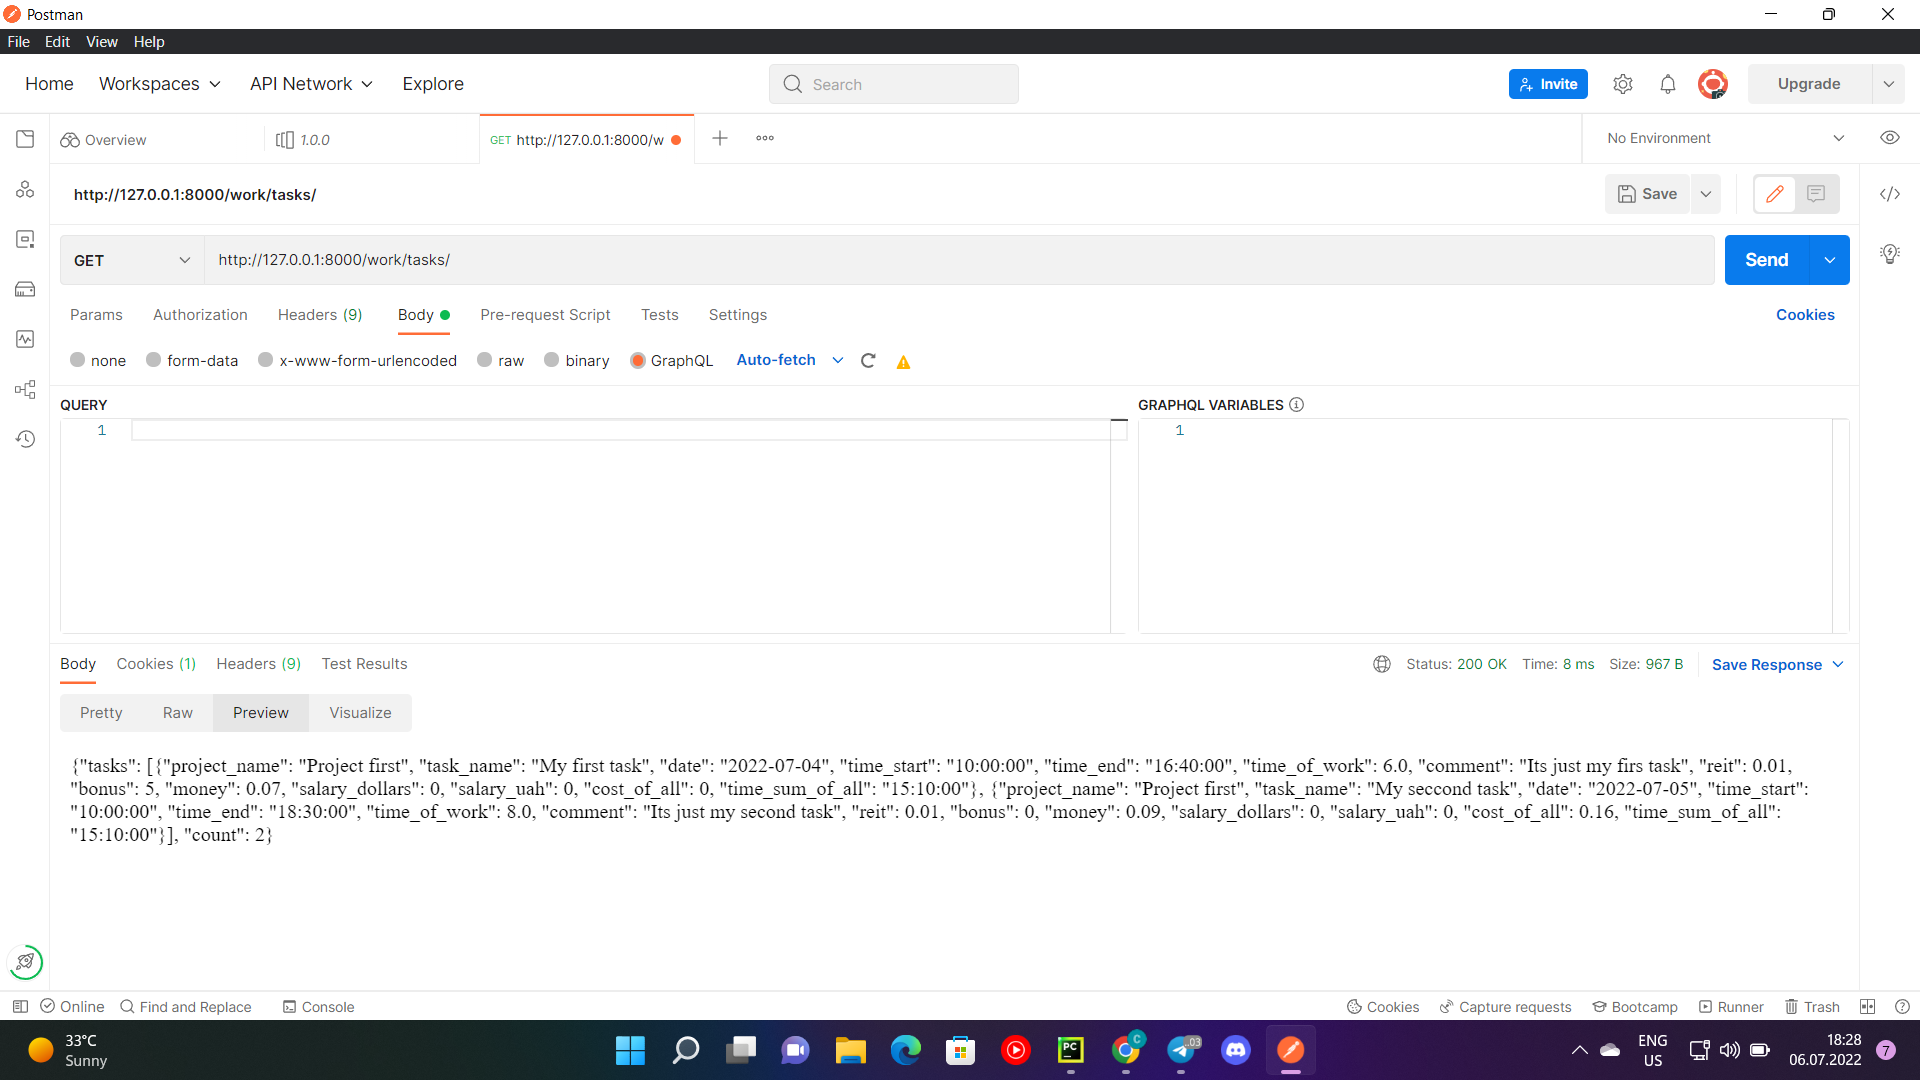 Postman
File Edit View Help
Home Workspaces API Network Explore Search Invite Upgrade
Overview 1.0.0 GET http://127.0.0.1:8000/w No Environment
http://127.0.0.1:8000/work/tasks/ Save
GET http://127.0.0.1:8000/work/tasks/ Send
Params Authorization Headers (9) Body Pre-request Script Tests Settings Cookies
none form-data x-www-form-urlencoded raw binary GraphQL Auto-fetch
QUERY GRAPHQL VARIABLES
1 1
Body Cookies (1) Headers (9) Test Results Status: 200 OK Time: 8 ms Size: 967 B Save Response
Pretty Raw Preview Visualize
{"tasks": [{"project_name": "Project first", "task_name": "My first task", "date": "2022-07-04", "time_start": "10:00:00", "time_end": "16:40:00", "time_of_work": 6.0, "comment": "Its just my firs task", "reit": 0.01,
"bonus": 5, "money": 0.07, "salary_dollars": 0, "salary_uah": 0, "cost_of_all": 0, "time_sum_of_all": "15:10:00"}, {"project_name": "Project first", "task_name": "My seccond task", "date": "2022-07-05", "time_start":
"10:00:00", "time_end": "18:30:00", "time_of_work": 8.0, "comment": "Its just my second task", "reit": 0.01, "bonus": 0, "money": 0.09, "salary_dollars": 0, "salary_uah": 0, "cost_of_all": 0.16, "time_sum_of_all":
"15:10:00"}], "count": 2}
Online Find and Replace Console Cookies Capture requests Bootcamp Runner Trash
33°C
Sunny
PC C 03
ENG
US
18:28
06.07.2022
7